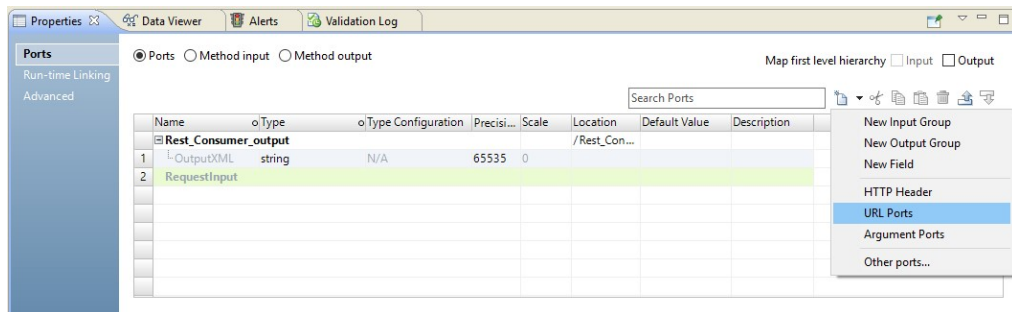 Properties Data Viewer Alerts Validation Log
Ports
Run-time Linking
Advanced
Ports Method input Method output
Map first level hierarchy Input Output
Search Ports
Name Type Type Configuration Precisi... Scale Location Default Value Description
Rest_Consumer_output /Rest_Con...
1 OutputXML string N/A 65535 0
2 RequestInput
New Input Group
New Output Group
New Field
HTTP Header
URL Ports
Argument Ports
Other ports...